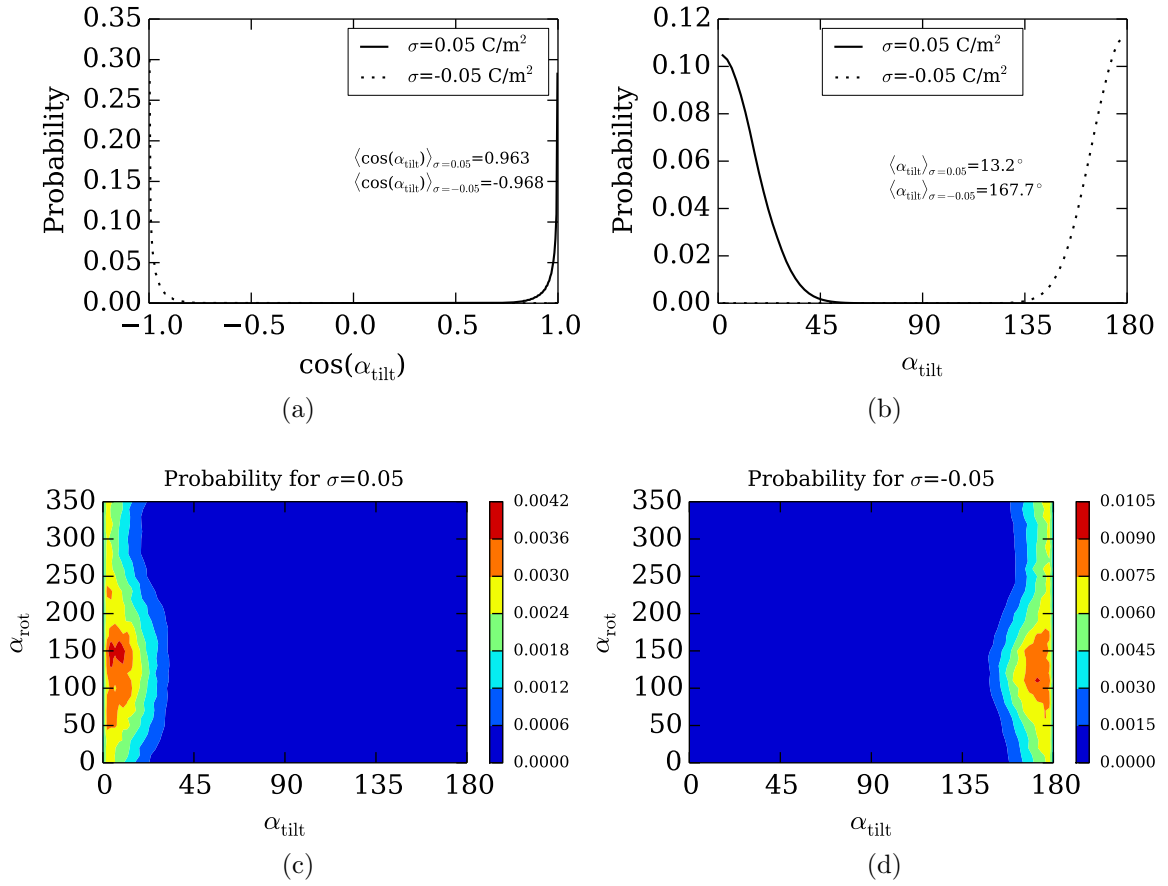 0.35
0.30
0.25
0.20
0.15
0.10
0.05
0.00
Probability
−1.0 −0.5 0.0 0.5 1.0
cos(α_tilt)
σ=0.05 C/m²
σ=-0.05 C/m²
⟨cos(α_tilt)⟩_σ=0.05=0.963
⟨cos(α_tilt)⟩_σ=−0.05=-0.968
(a)
0.12
0.10
0.08
0.06
0.04
0.02
0.00
Probability
0 45 90 135 180
α_tilt
σ=0.05 C/m²
σ=-0.05 C/m²
⟨α_tilt⟩_σ=0.05=13.2°
⟨α_tilt⟩_σ=−0.05=167.7°
(b)
Probability for σ=0.05
350
300
250
200
150
100
50
0
α_rot
0 45 90 135 180
α_tilt
0.0042
0.0036
0.0030
0.0024
0.0018
0.0012
0.0006
0.0000
(c)
Probability for σ=-0.05
350
300
250
200
150
100
50
0
α_rot
0 45 90 135 180
α_tilt
0.0105
0.0090
0.0075
0.0060
0.0045
0.0030
0.0015
0.0000
(d)